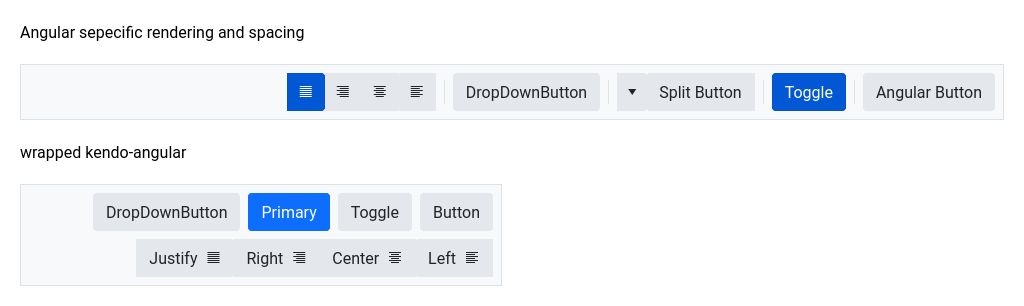 Angular sepecific rendering and spacing
DropDownButton Split Button Toggle Angular Button
wrapped kendo-angular
DropDownButton Primary Toggle Button
Justify Right Center Left